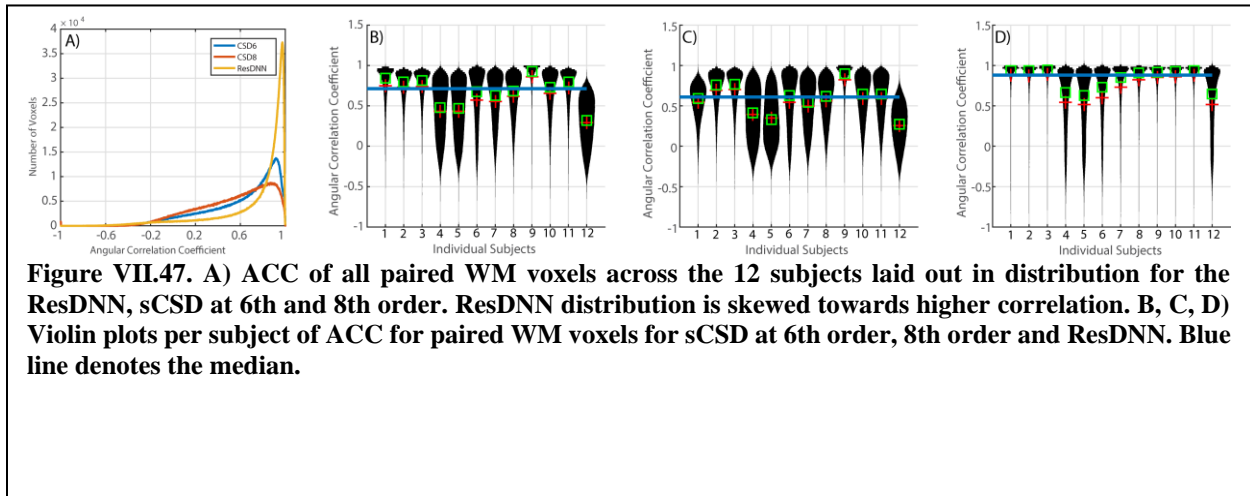 A)
× 10⁴
4
3.5
3
2.5
2
1.5
1
0.5
0
Number of Voxels
CSD6
CSD8
ResDNN
-1 -0.6 -0.2 0.2 0.6 1
Angular Correlation Coefficient
B)
1.5
1
0.5
0
-0.5
-1
Angular Correlation Coefficient
1 2 3 4 5 6 7 8 9 10 11 12
Individual Subjects
C)
1.5
1
0.5
0
-0.5
-1
Angular Correlation Coefficient
1 2 3 4 5 6 7 8 9 10 11 12
Individual Subjects
D)
1.5
1
0.5
0
-0.5
-1
Angular Correlation Coefficient
1 2 3 4 5 6 7 8 9 10 11 12
Individual Subjects
Figure VII.47. A) ACC of all paired WM voxels across the 12 subjects laid out in distribution for the
ResDNN, sCSD at 6th and 8th order. ResDNN distribution is skewed towards higher correlation. B, C, D)
Violin plots per subject of ACC for paired WM voxels for sCSD at 6th order, 8th order and ResDNN. Blue
line denotes the median.